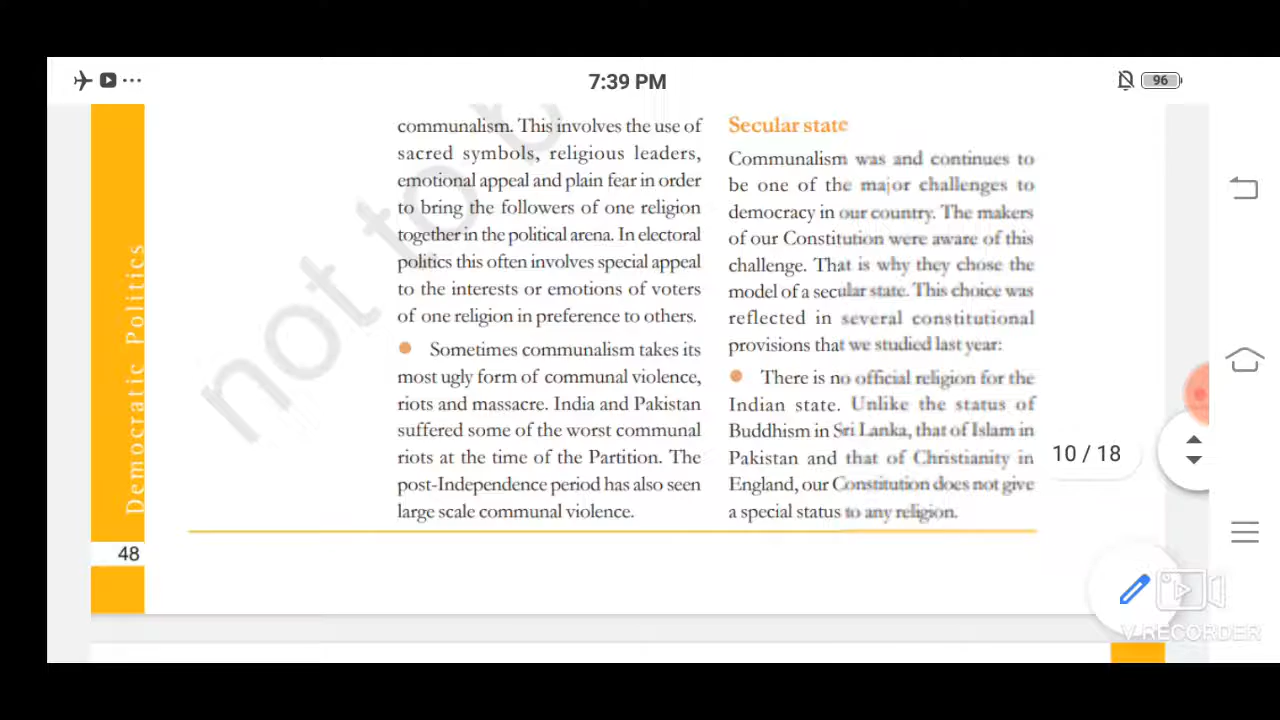 7:39 PM
96
communalism. This involves the use of
sacred symbols, religious leaders,
emotional appeal and plain fear in order
to bring the followers of one religion
together in the political arena. In electoral
politics this often involves special appeal
to the interests or emotions of voters
of one religion in preference to others.
Sometimes communalism takes its
most ugly form of communal violence,
riots and massacre. India and Pakistan
suffered some of the worst communal
riots at the time of the Partition. The
post-Independence period has also seen
large scale communal violence.
Secular state
Communalism was and continues to
be one of the major challenges to
democracy in our country. The makers
of our Constitution were aware of this
challenge. That is why they chose the
model of a secular state. This choice was
reflected in several constitutional
provisions that we studied last year:
There is no official religion for the
Indian state. Unlike the status of
Buddhism in Sri Lanka, that of Islam in
Pakistan and that of Christianity in
England, our Constitution does not give
a special status to any religion.
Democratic Politics
48
not to
10 / 18
V RECORDER